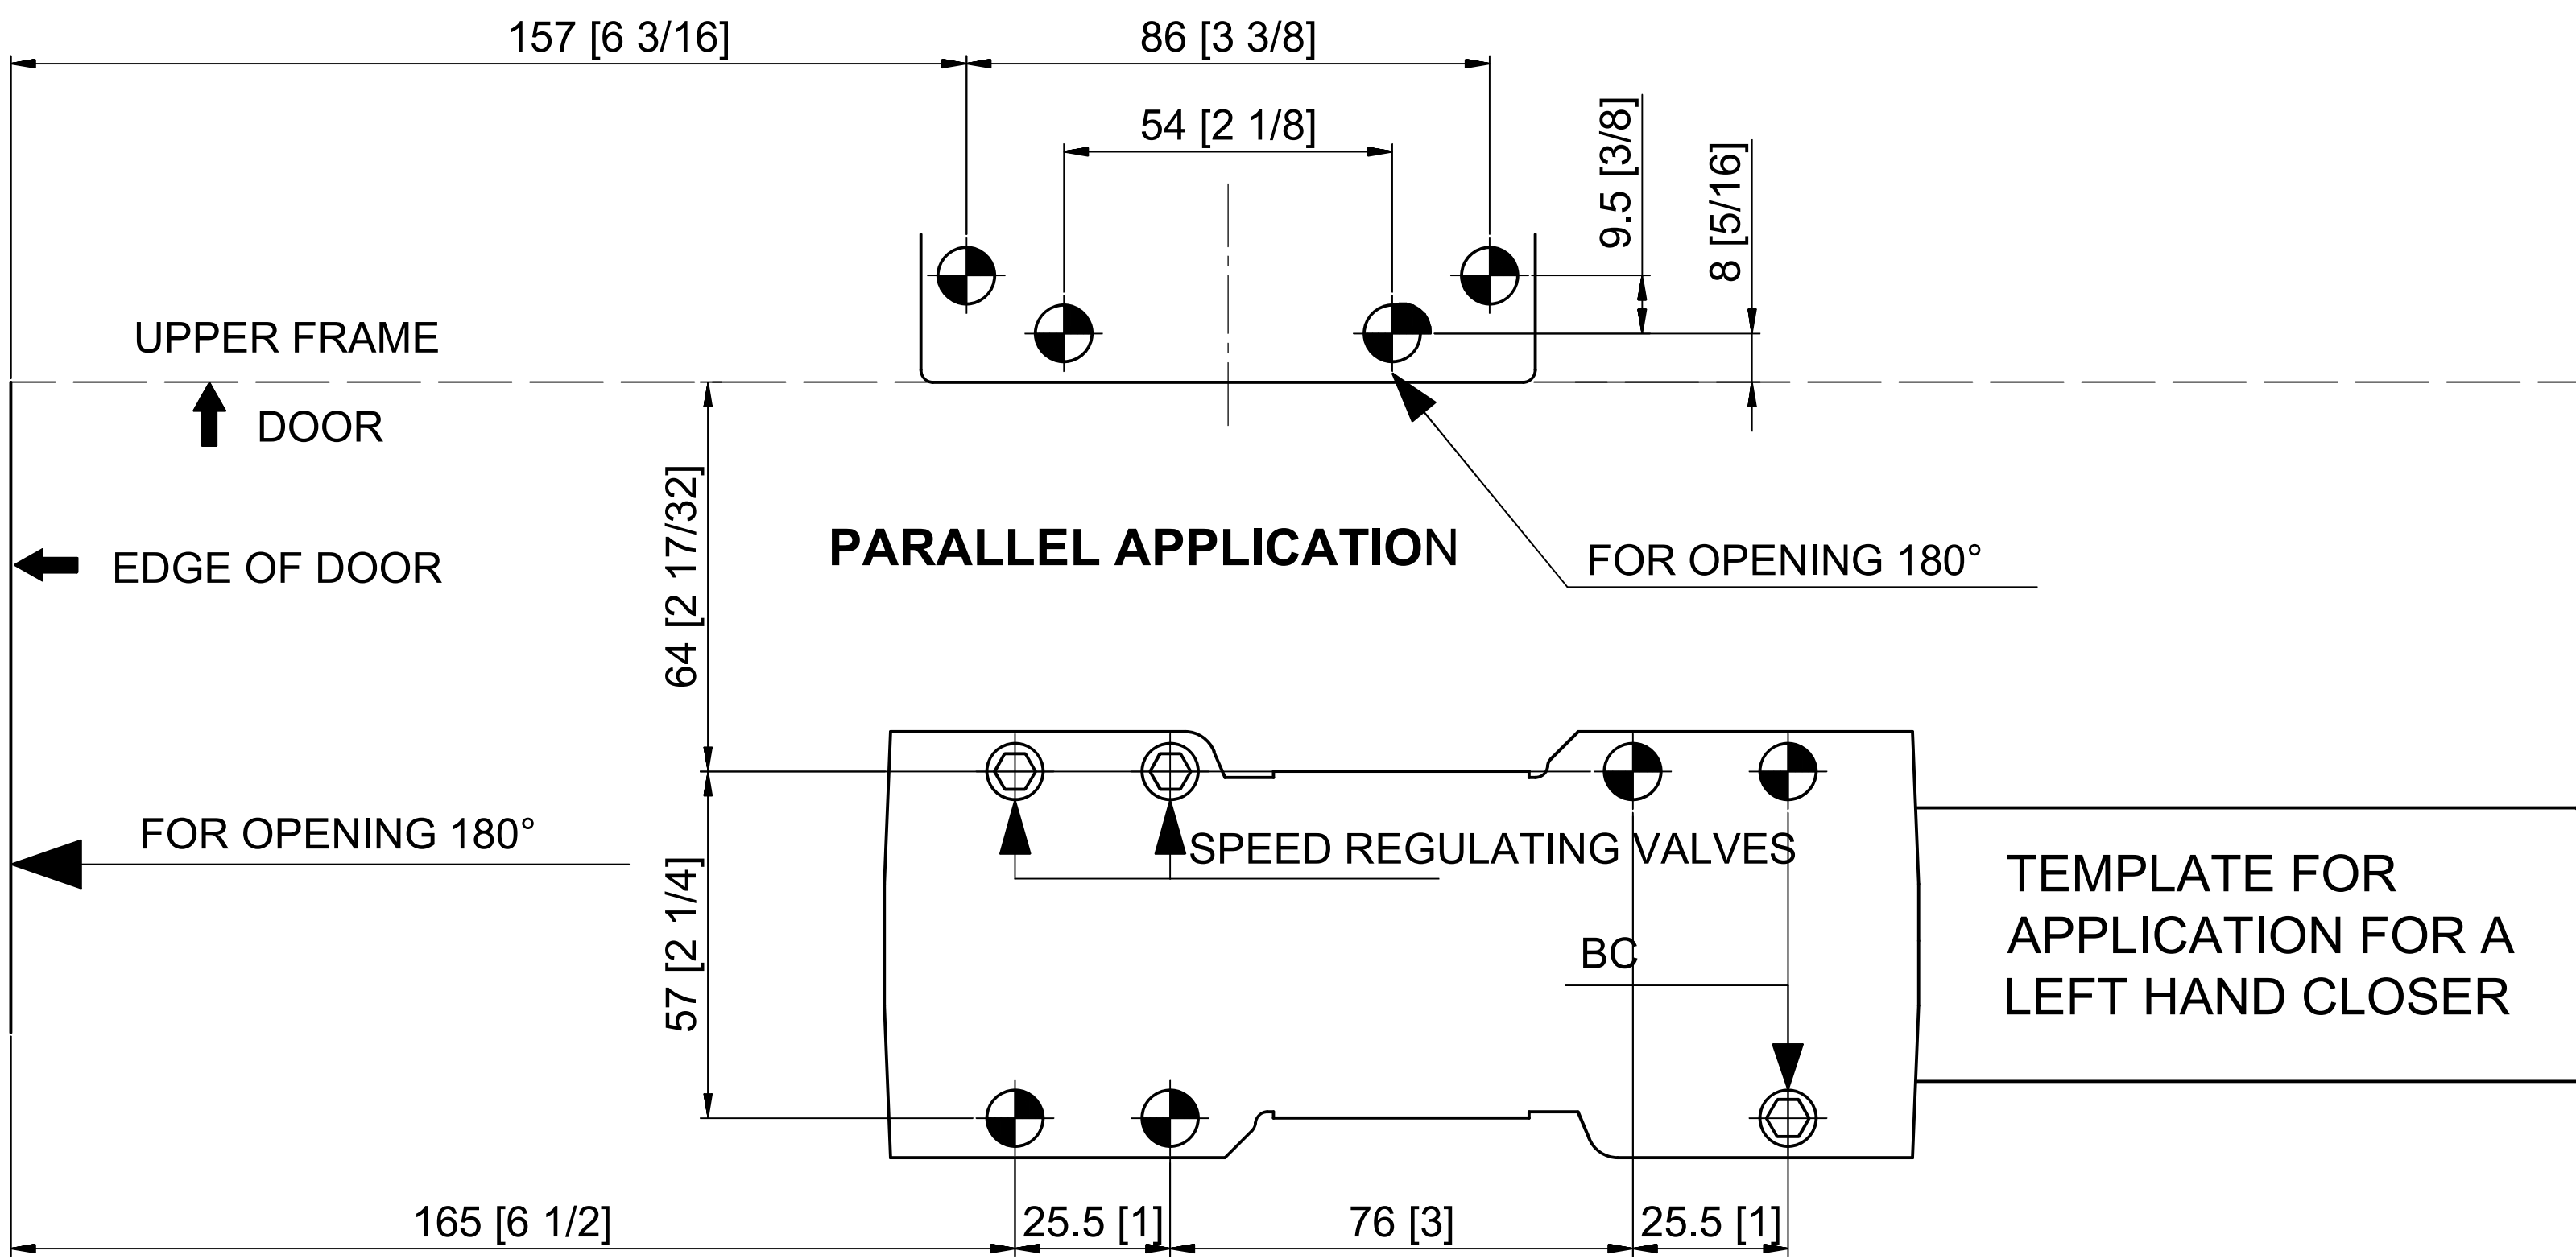 157 [6 3/16]
86 [3 3/8]
54 [2 1/8]
9.5 [3/8]
8 [5/16]
UPPER FRAME
DOOR
64 [2 17/32]
PARALLEL APPLICATION
EDGE OF DOOR
FOR OPENING 180°
FOR OPENING 180°
SPEED REGULATING VALVES
57 [2 1/4]
BC
TEMPLATE FOR
APPLICATION FOR A
LEFT HAND CLOSER
165 [6 1/2]
25.5 [1]
76 [3]
25.5 [1]